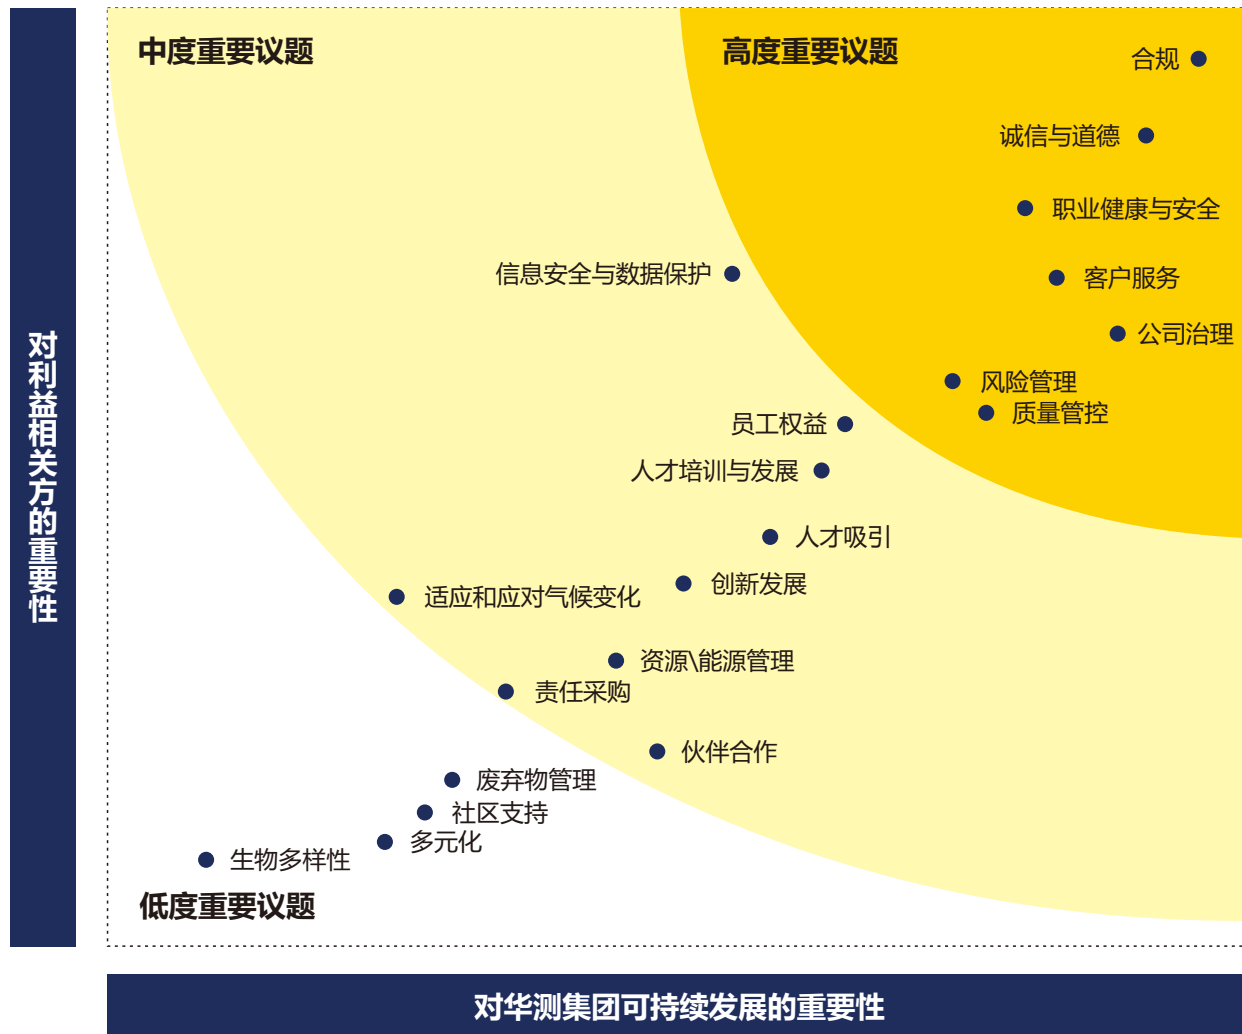 中度重要议题
高度重要议题
合规
诚信与道德
职业健康与安全
信息安全与数据保护
客户服务
公司治理
风险管理
质量管控
员工权益
人才培训与发展
人才吸引
创新发展
适应和应对气候变化
资源\能源管理
责任采购
伙伴合作
废弃物管理
社区支持
多元化
生物多样性
低度重要议题
对利益相关方的重要性
对华测集团可持续发展的重要性